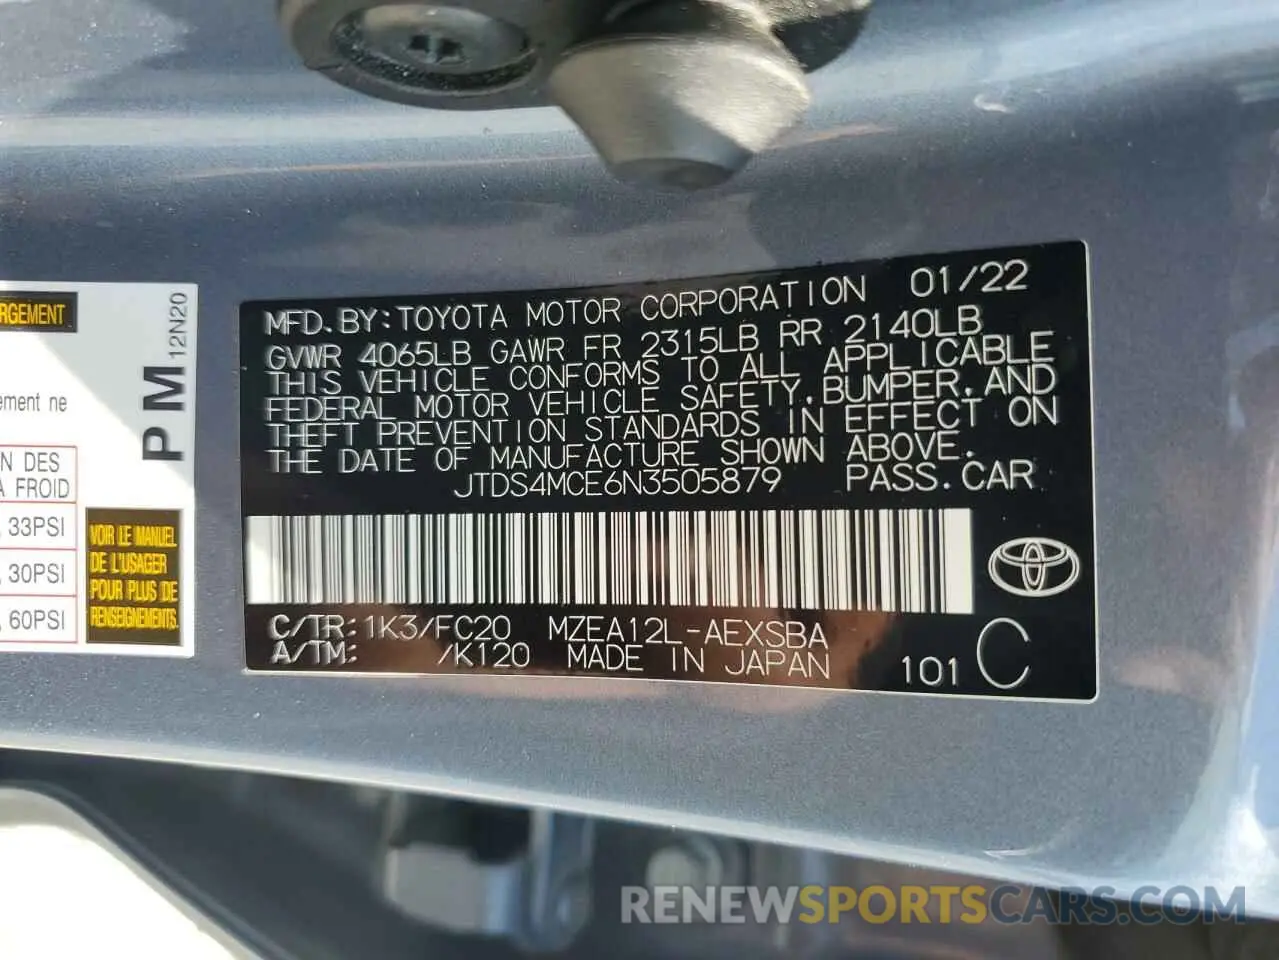 RGEMENT
ement ne
N DES
A FROID
33PSI
30PSI
60PSI
VOIR LE MANUEL
DE L'USAGER
POUR PLUS DE
RENSEIGNEMENTS.
PM
12N20
MFD.BY:TOYOTA MOTOR CORPORATION 01/22
GVWR 4065LB GAWR FR 2315LB RR 2140LB
THIS VEHICLE CONFORMS TO ALL APPLICABLE
FEDERAL MOTOR VEHICLE SAFETY,BUMPER,AND
THEFT PREVENTION STANDARDS IN EFFECT ON
THE DATE OF MANUFACTURE SHOWN ABOVE.
JTDS4MCE6N3505879 PASS.CAR
C/TR:1K3/FC20 MZEA12L-AEXSBA
A/TM: /K120 MADE IN JAPAN
101 C
RENEWSPORTSCARS.COM